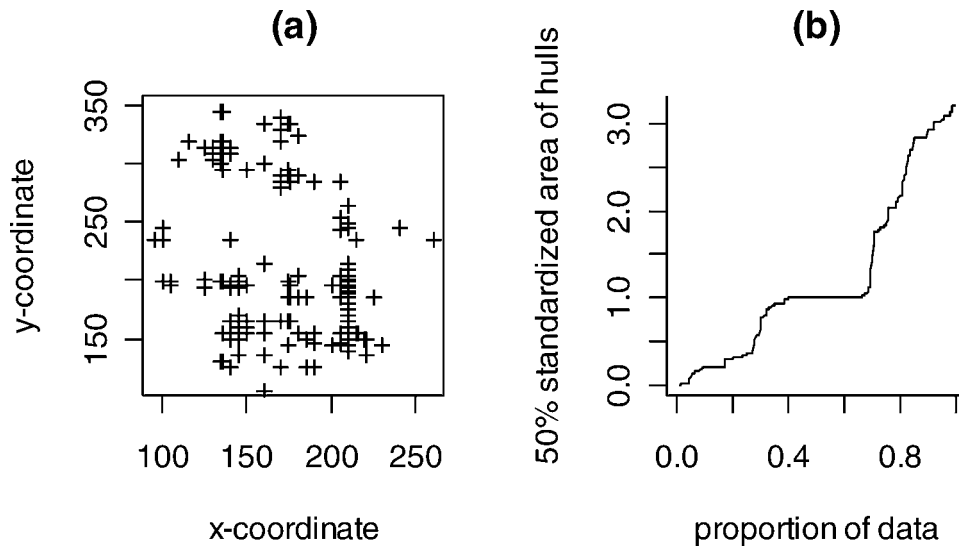 (a)
y-coordinate
350
250
150
100 150 200 250
x-coordinate
(b)
50% standardized area of hulls
3.0
2.0
1.0
0.0
0.0 0.4 0.8
proportion of data